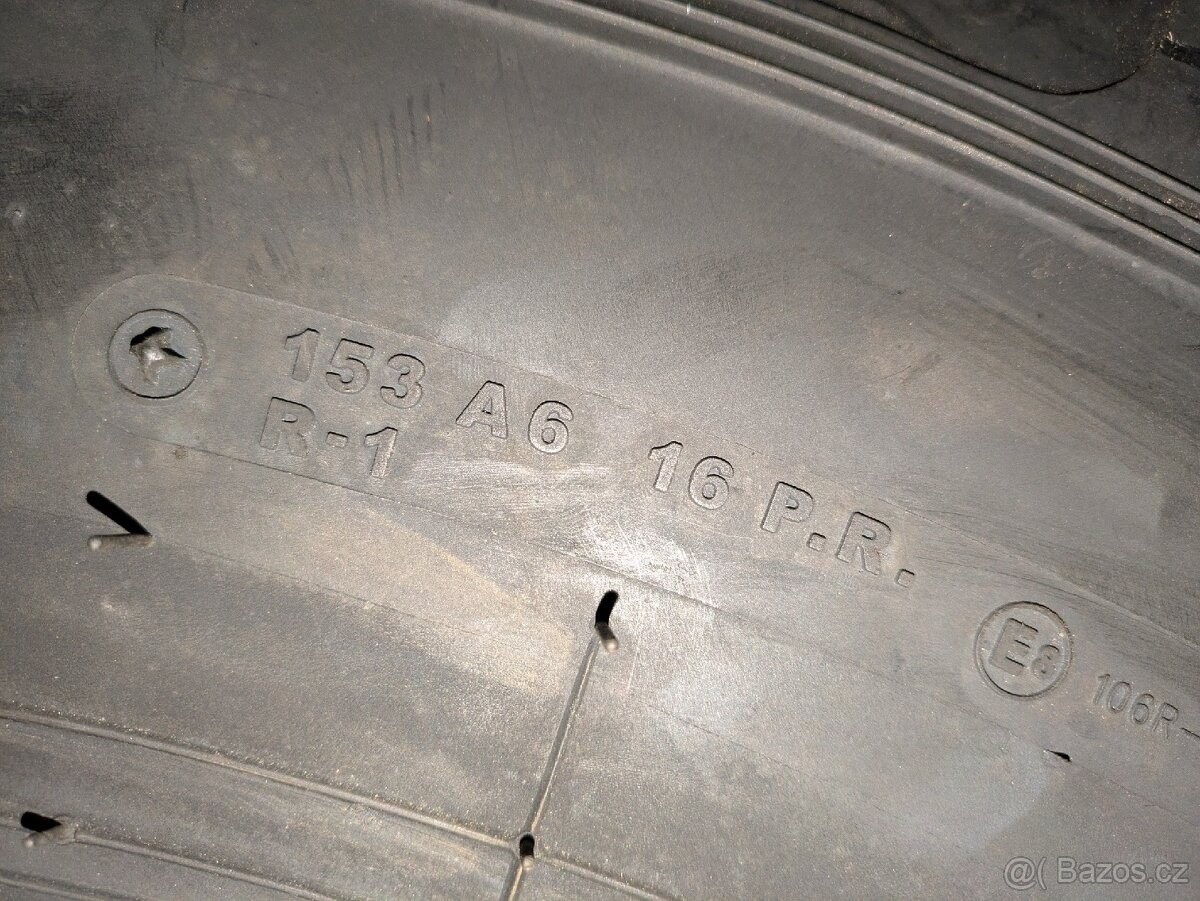 153 A6 16 P.R.
R-1
E8 106R-
@( Bazos.cz